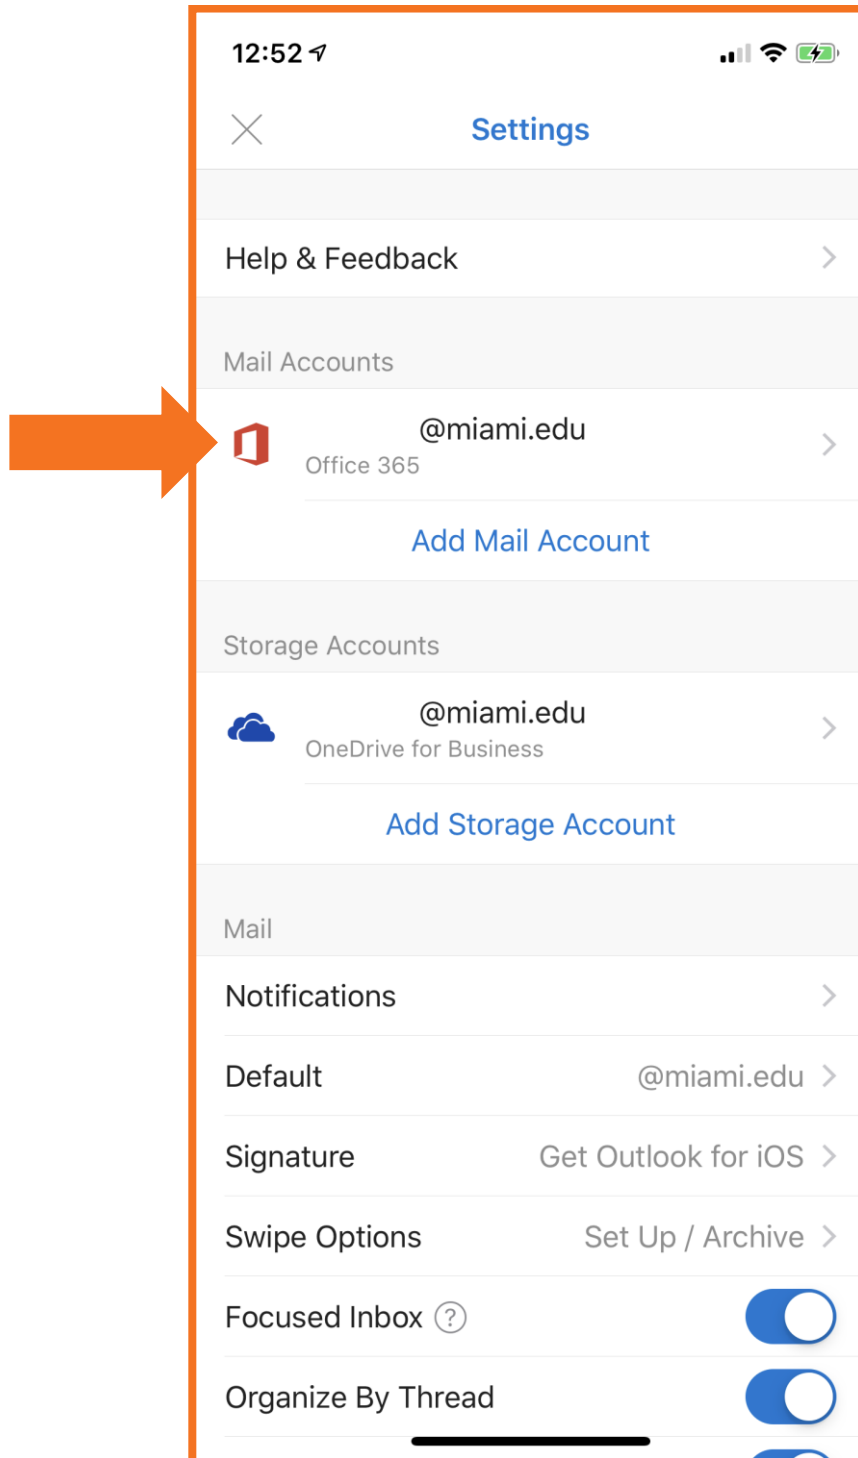 12:52
Settings
Help & Feedback
Mail Accounts
@miami.edu
Office 365
Add Mail Account
Storage Accounts
@miami.edu
OneDrive for Business
Add Storage Account
Mail
Notifications
Default @miami.edu
Signature Get Outlook for iOS
Swipe Options Set Up / Archive
Focused Inbox ?
Organize By Thread